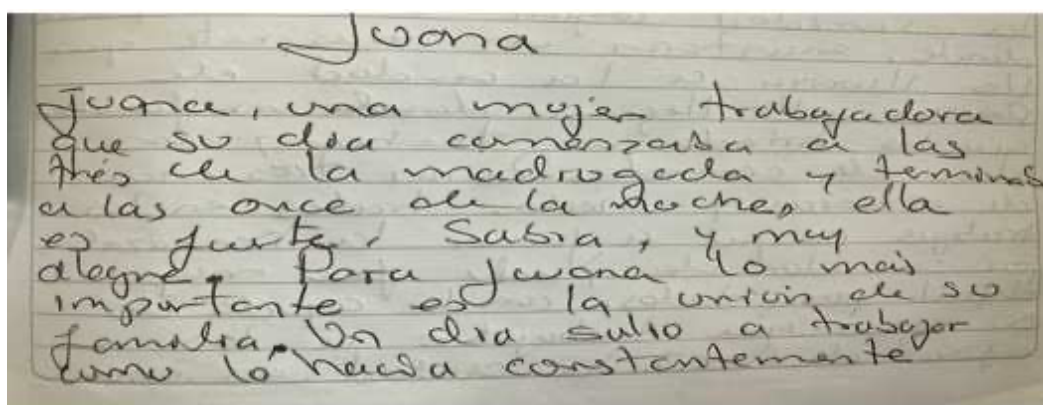 Juana
Juana, una mujer trabajadora
que su dia comenzaba a las
tres de la madrugada y terminaba
a las once de la noche, ella
es fuerte, Sabia, y muy
alegre. Para Juana lo mas
importante es la unión de su
familia. Un dia salio a trabajar
como lo hacia constantemente